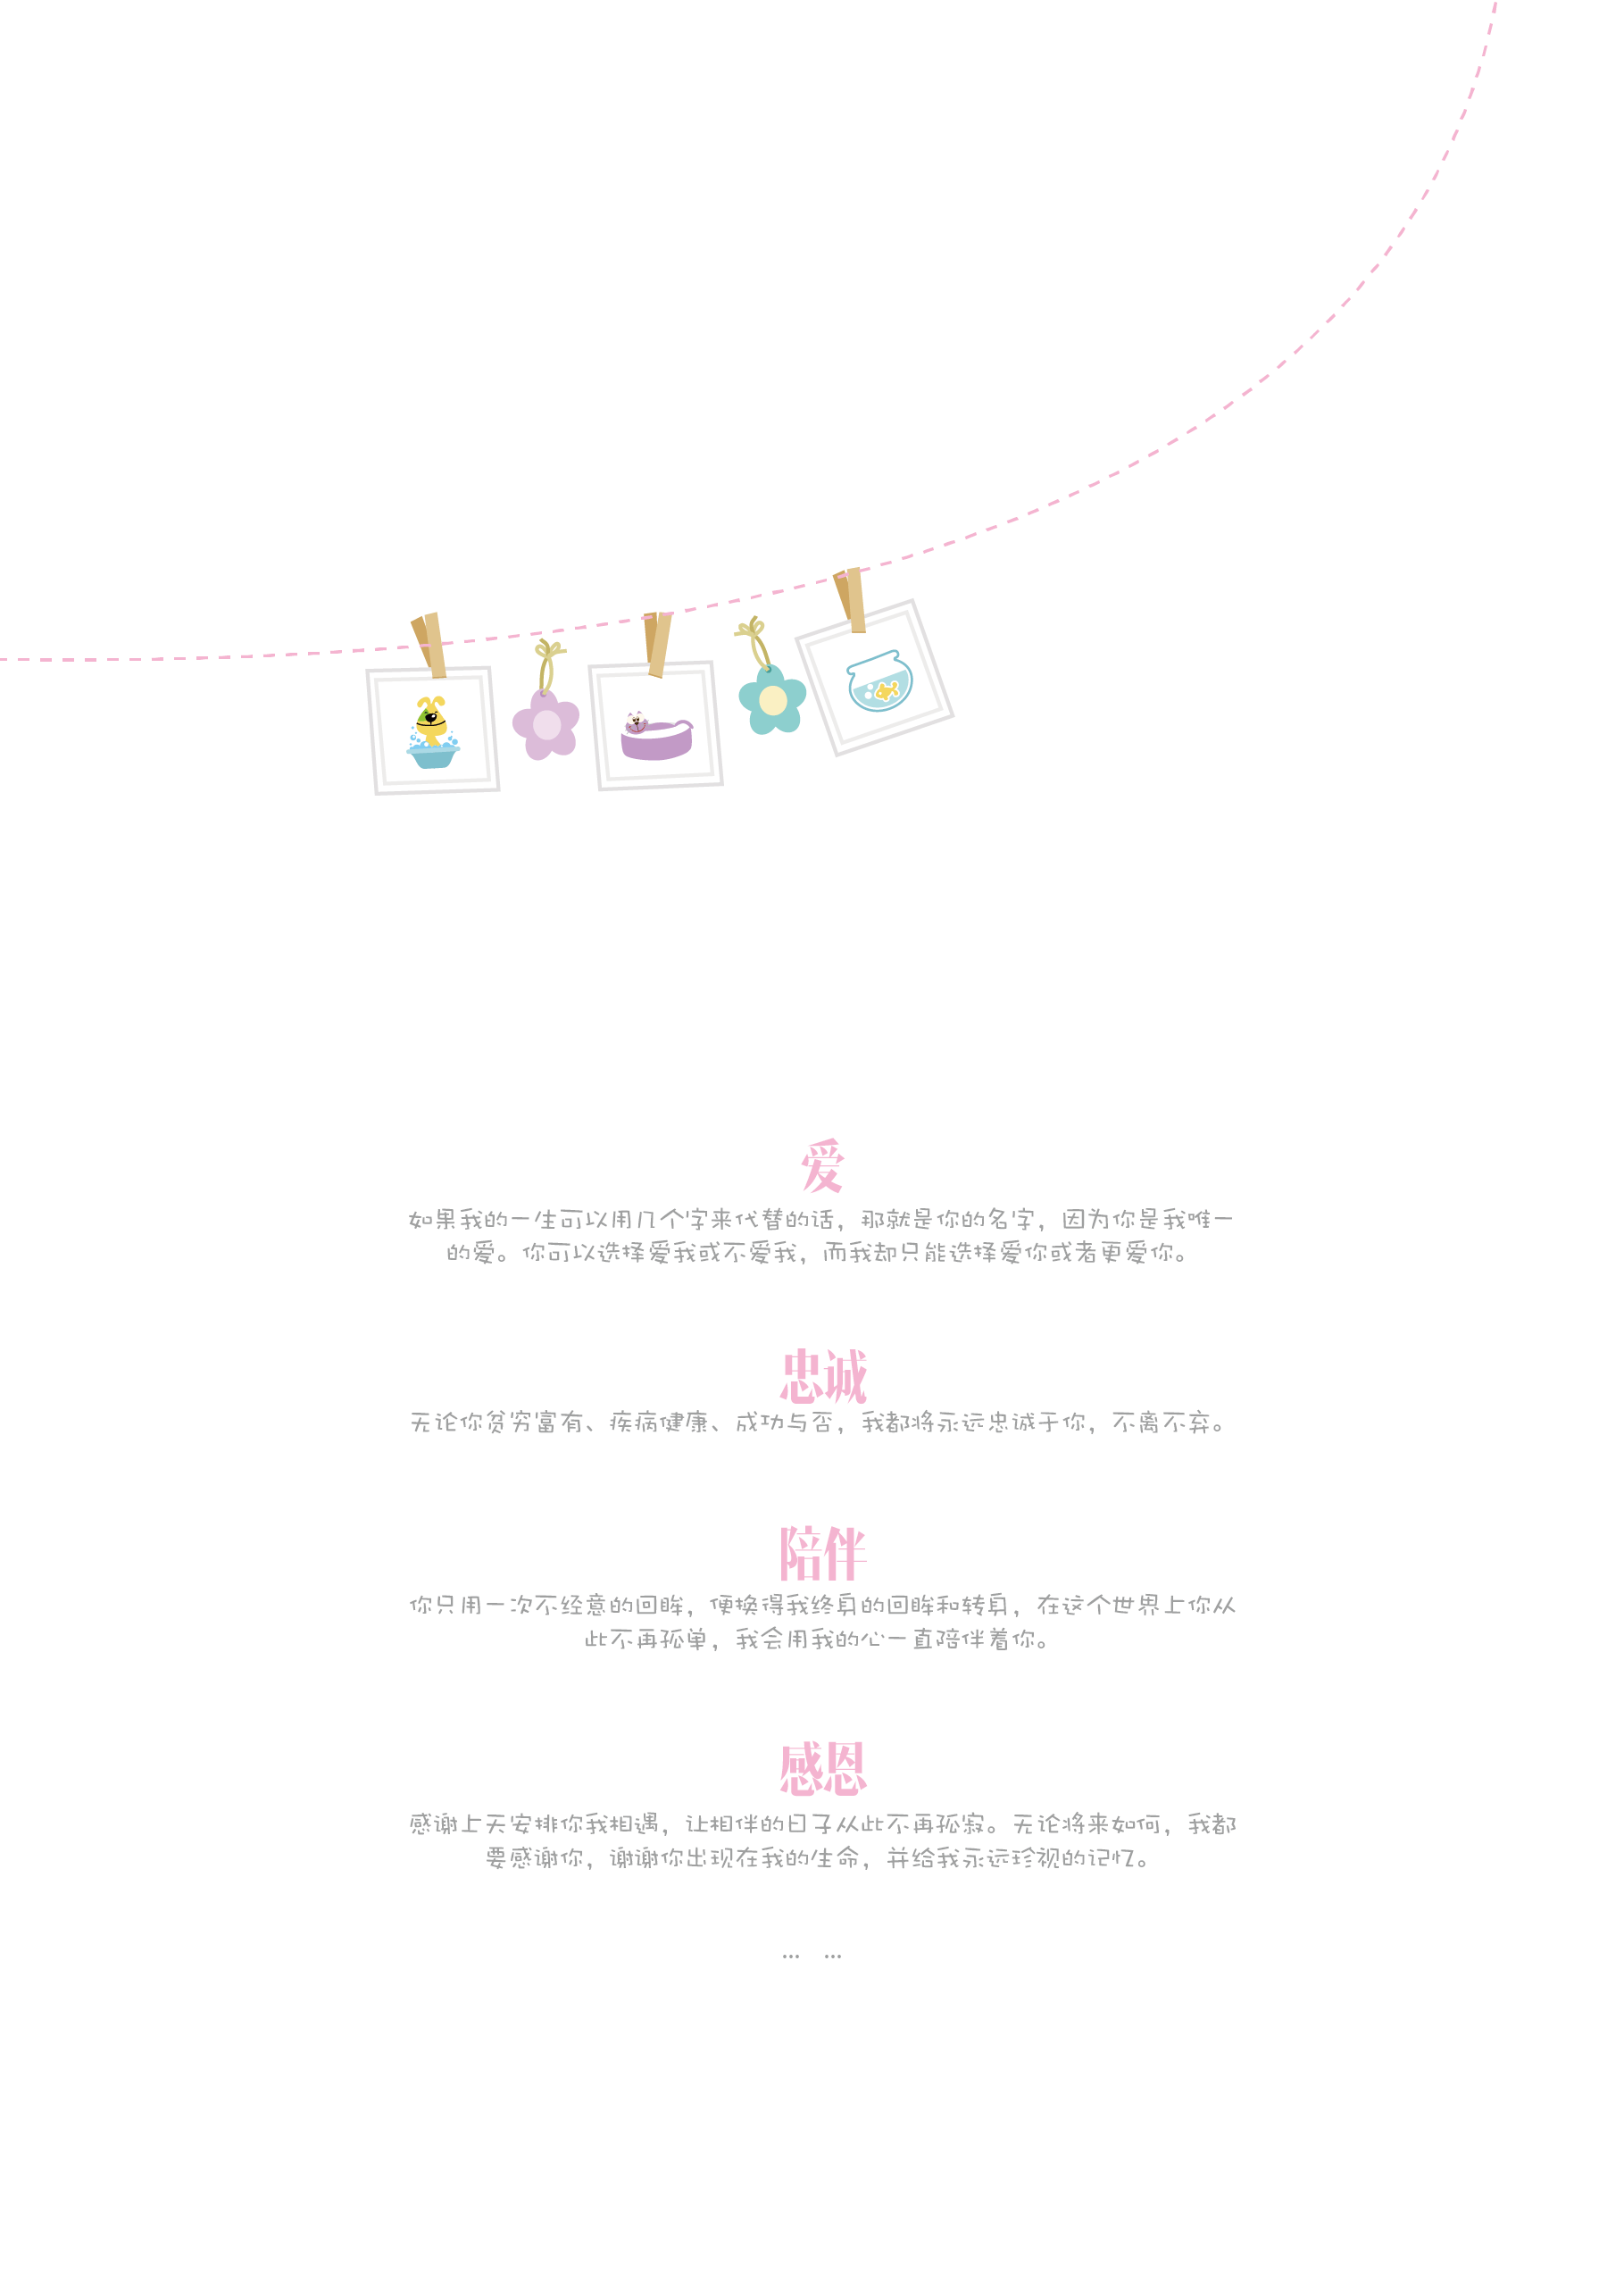 爱
如果我的一生可以用几个字来代替的话，那就是你的名字，因为你是我唯一
的爱。你可以选择爱我或不爱我，而我却只能选择爱你或者更爱你。
忠诚
无论你贫穷富有、疾病健康、成功与否，我都将永远忠诚于你，不离不弃。
陪伴
你只用一次不经意的回眸，便换得我终身的回眸和转身，在这个世界上你从
此不再孤单，我会用我的心一直陪伴着你。
感恩
感谢上天安排你我相遇，让相伴的日子从此不再孤寂。无论将来如何，我都
要感谢你，谢谢你出现在我的生命，并给我永远珍视的记忆。
… …